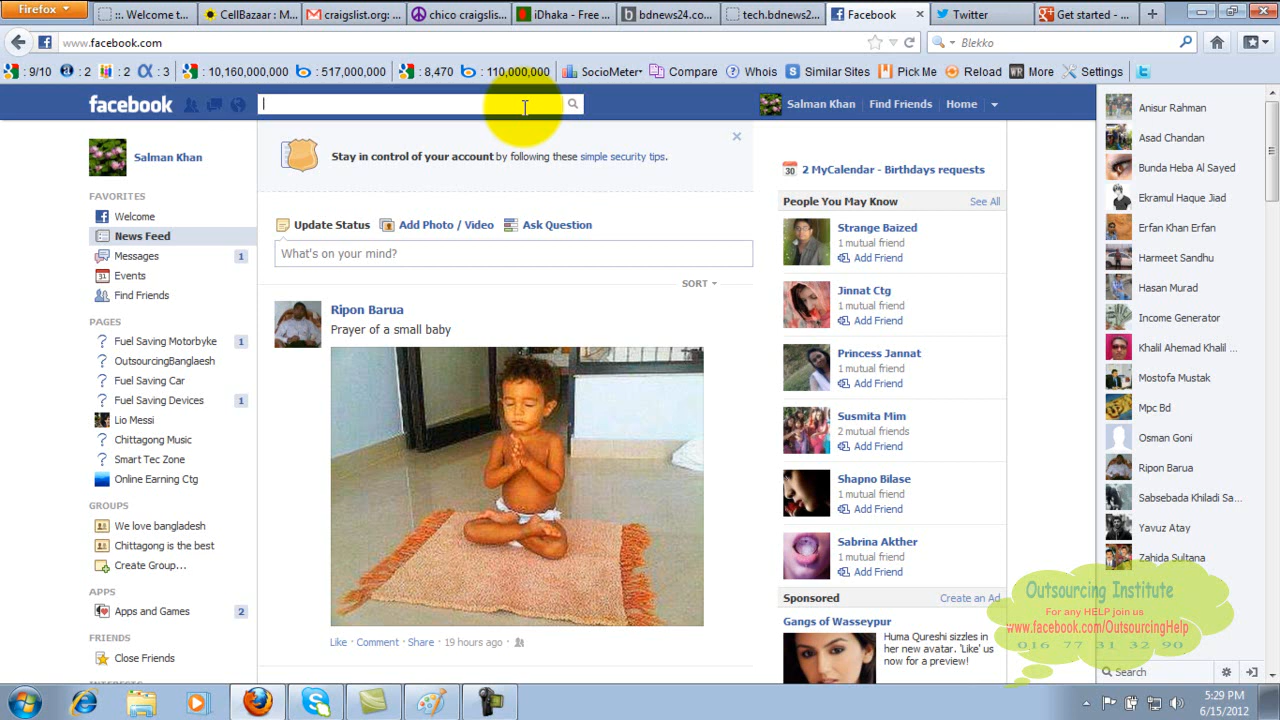 Firefox
::. Welcome t...
CellBazaar : M...
craigslist.org: ...
chico craigslis...
iDhaka - Free ...
bdnews24.co...
tech.bdnews2...
Facebook
Twitter
Get started - ...
www.facebook.com
Blekko
: 9/10
: 2
: 2
: 3
: 10,160,000,000
: 517,000,000
: 8,470
: 110,000,000
SocioMeter
Compare
Whois
Similar Sites
Pick Me
Reload
More
Settings
facebook
Salman Khan
Find Friends
Home
Salman Khan
FAVORITES
Welcome
News Feed
Messages 1
Events
Find Friends
PAGES
Fuel Saving Motorbyke 1
OutsourcingBanglaesh
Fuel Saving Car
Fuel Saving Devices 1
Lio Messi
Chittagong Music
Smart Tec Zone
Online Earning Ctg
GROUPS
We love bangladesh
Chittagong is the best
Create Group...
APPS
Apps and Games 2
FRIENDS
Close Friends
Stay in control of your account by following these simple security tips.
Update Status
Add Photo / Video
Ask Question
What's on your mind?
SORT
Ripon Barua
Prayer of a small baby
Like · Comment · Share · 19 hours ago ·
30 2 MyCalendar - Birthdays requests
People You May Know
See All
Strange Baized
1 mutual friend
Add Friend
Jinnat Ctg
1 mutual friend
Add Friend
Princess Jannat
1 mutual friend
Add Friend
Susmita Mim
2 mutual friends
Add Friend
Shapno Bilase
1 mutual friend
Add Friend
Sabrina Akther
1 mutual friend
Add Friend
Sponsored
Create an Ad
Gangs of Wasseypur
Huma Qureshi sizzles in
her new avatar. 'Like' us
now for a preview!
Anisur Rahman
Asad Chandan
Bunda Heba Al Sayed
Ekramul Haque Jiad
Erfan Khan Erfan
Harmeet Sandhu
Hasan Murad
Income Generator
Khalil Ahemad Khalil ...
Mostofa Mustak
Mpc Bd
Osman Goni
Ripon Barua
Sabsebada Khiladi Sa...
Yavuz Atay
Zahida Sultana
Outsourcing Institute
For any HELP join us
www.facebook.com/OutsourcingHelp
016 77 31 32 90
Search
5:29 PM
6/15/2012